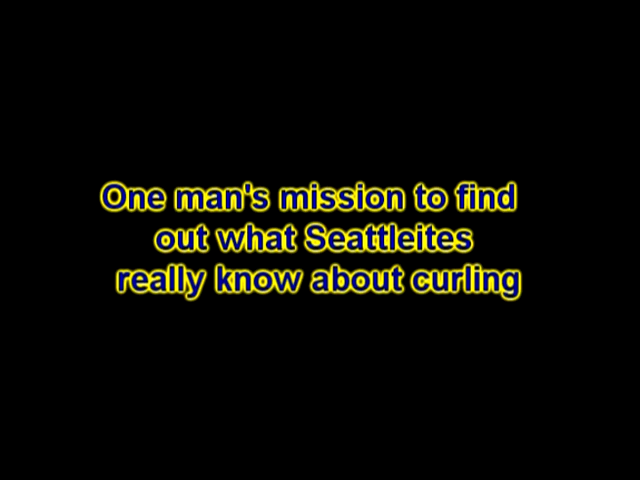 One man's mission to find
out what Seattleites
really know about curling